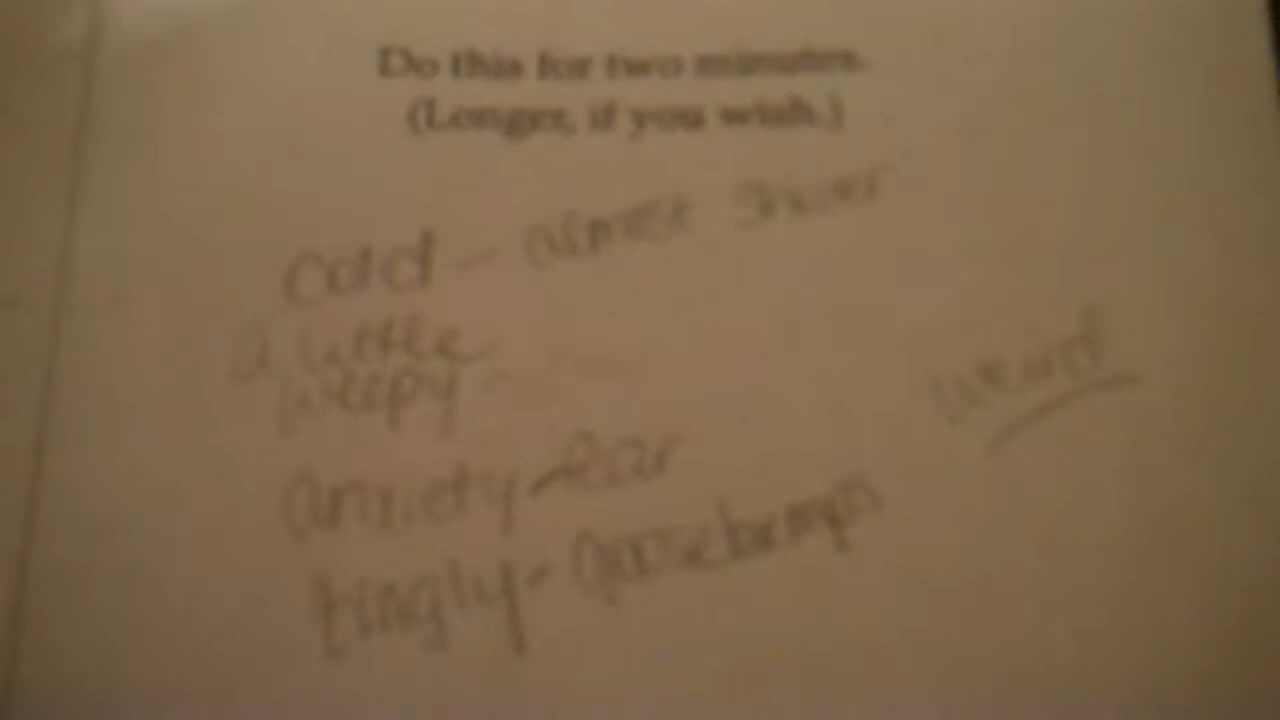 Do this for two minutes.
(Longer, if you wish.)
cold - almost shiver
a little
weepy
weird
anxiety - fear
tingly - goosebumps